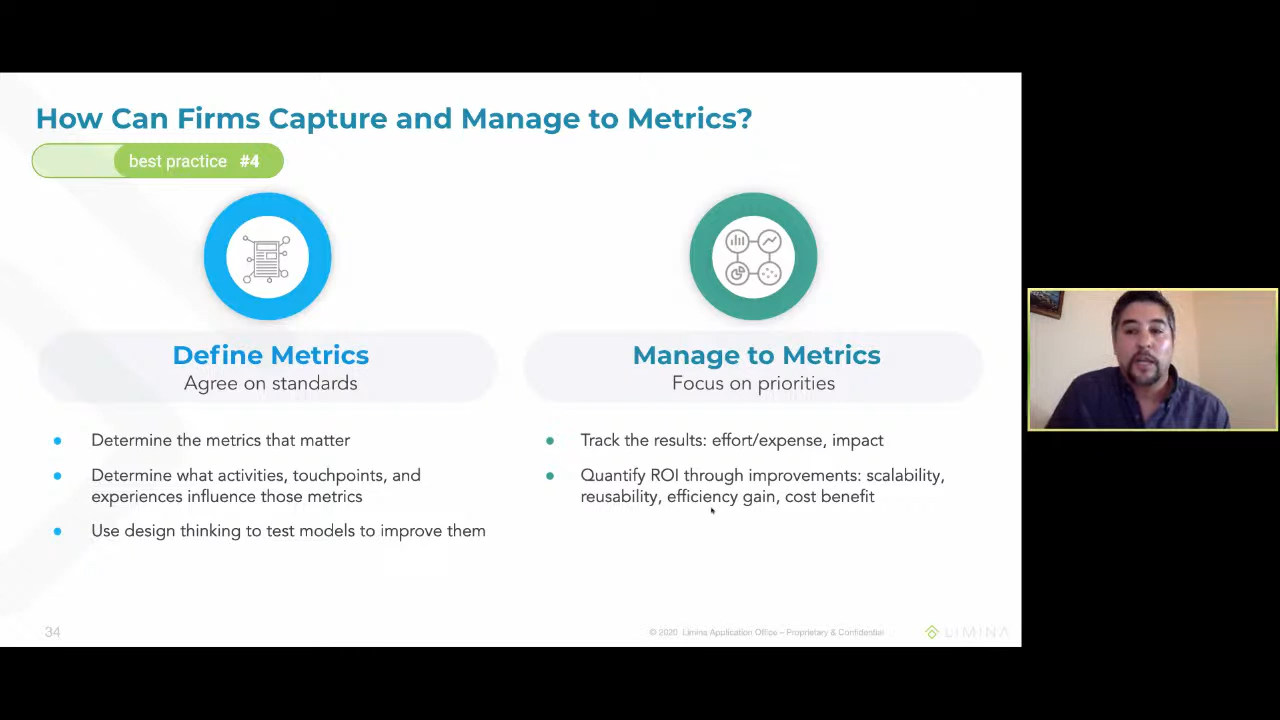 How Can Firms Capture and Manage to Metrics?
best practice #4
Define Metrics
Agree on standards
Determine the metrics that matter
Determine what activities, touchpoints, and
experiences influence those metrics
Use design thinking to test models to improve them
Manage to Metrics
Focus on priorities
Track the results: effort/expense, impact
Quantify ROI through improvements: scalability,
reusability, efficiency gain, cost benefit
34
© 2020 Limina Application Office – Proprietary & Confidential
LIMINA